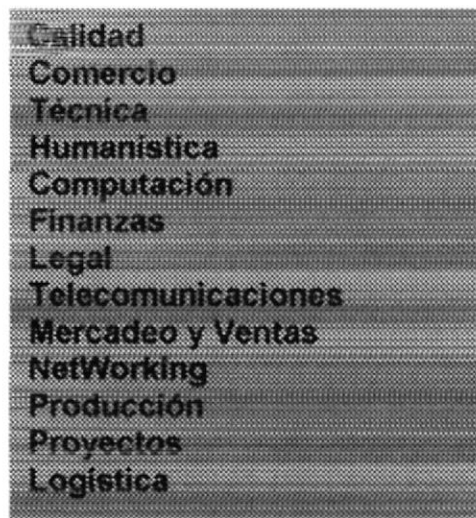 Calidad
Comercio
Técnica
Humanística
Computación
Finanzas
Legal
Telecomunicaciones
Mercadeo y Ventas
NetWorking
Producción
Proyectos
Logística